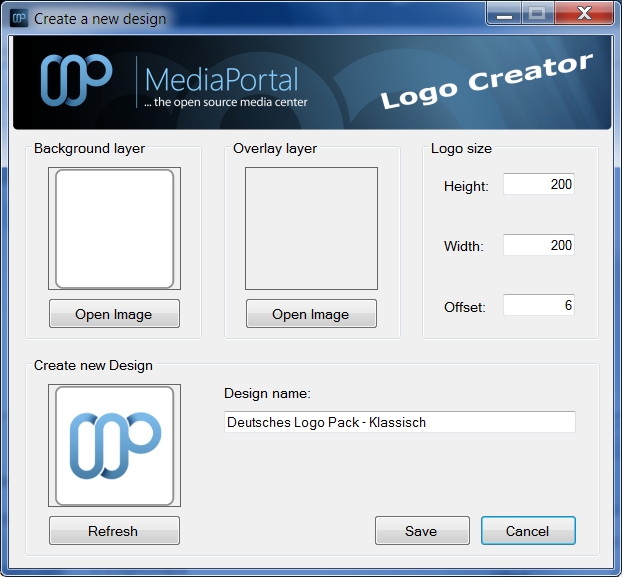 Create a new design
MediaPortal
... the open source media center
Logo Creator
Background layer
Overlay layer
Logo size
Height: 200
Width: 200
Offset: 6
Open Image
Open Image
Create new Design
Design name:
Deutsches Logo Pack - Klassisch
Refresh
Save
Cancel